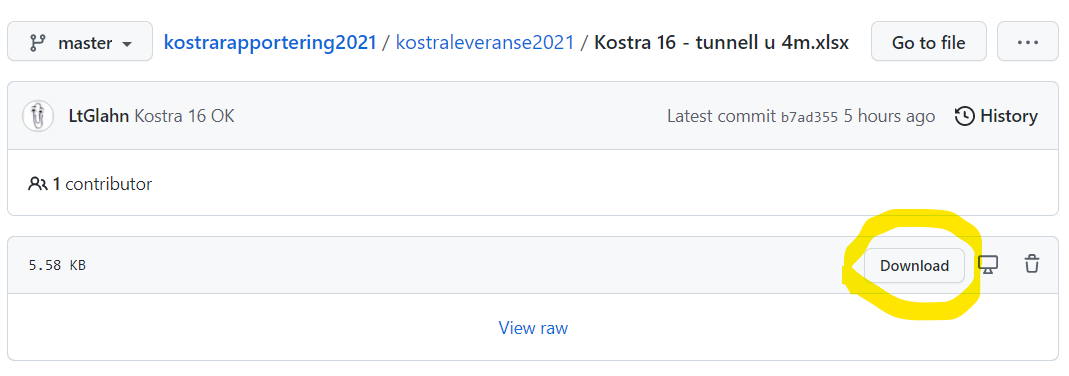 master kostrarapportering2021 / kostraleveranse2021 / Kostra 16 - tunnell u 4m.xlsx Go to file ...
LtGlahn Kostra 16 OK Latest commit b7ad355 5 hours ago History
1 contributor
5.58 KB Download
View raw